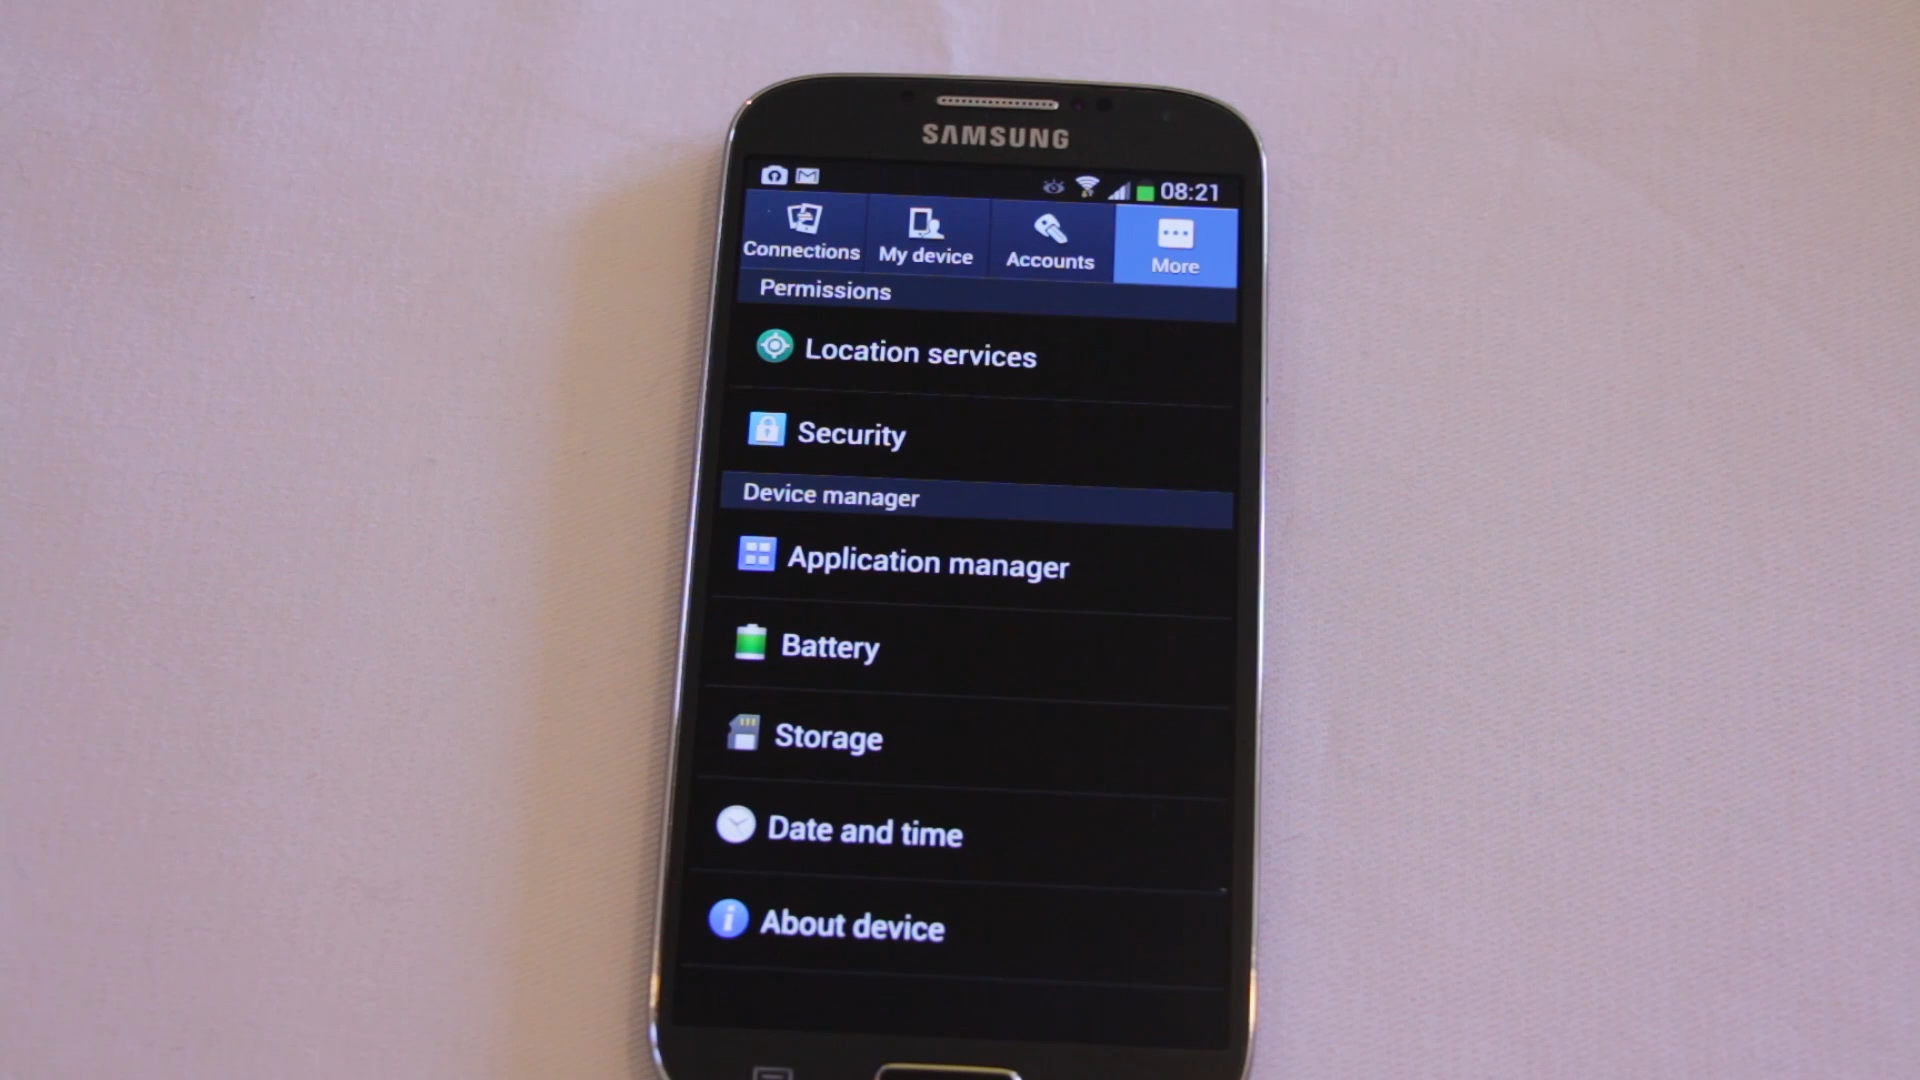 SAMSUNG
08:21
Connections
My device
Accounts
More
Permissions
Location services
Security
Device manager
Application manager
Battery
Storage
Date and time
About device